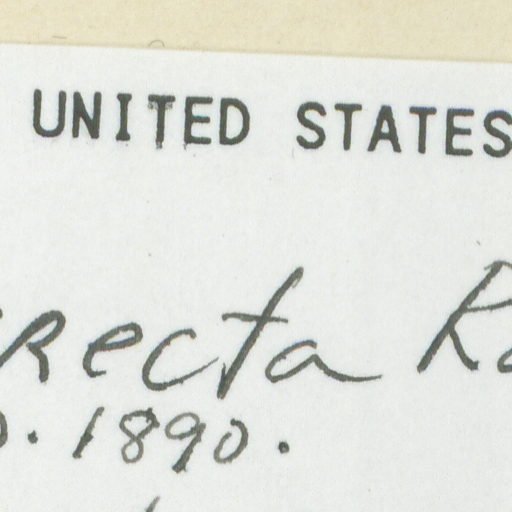 UNITED STATES
recta R
. 1890.